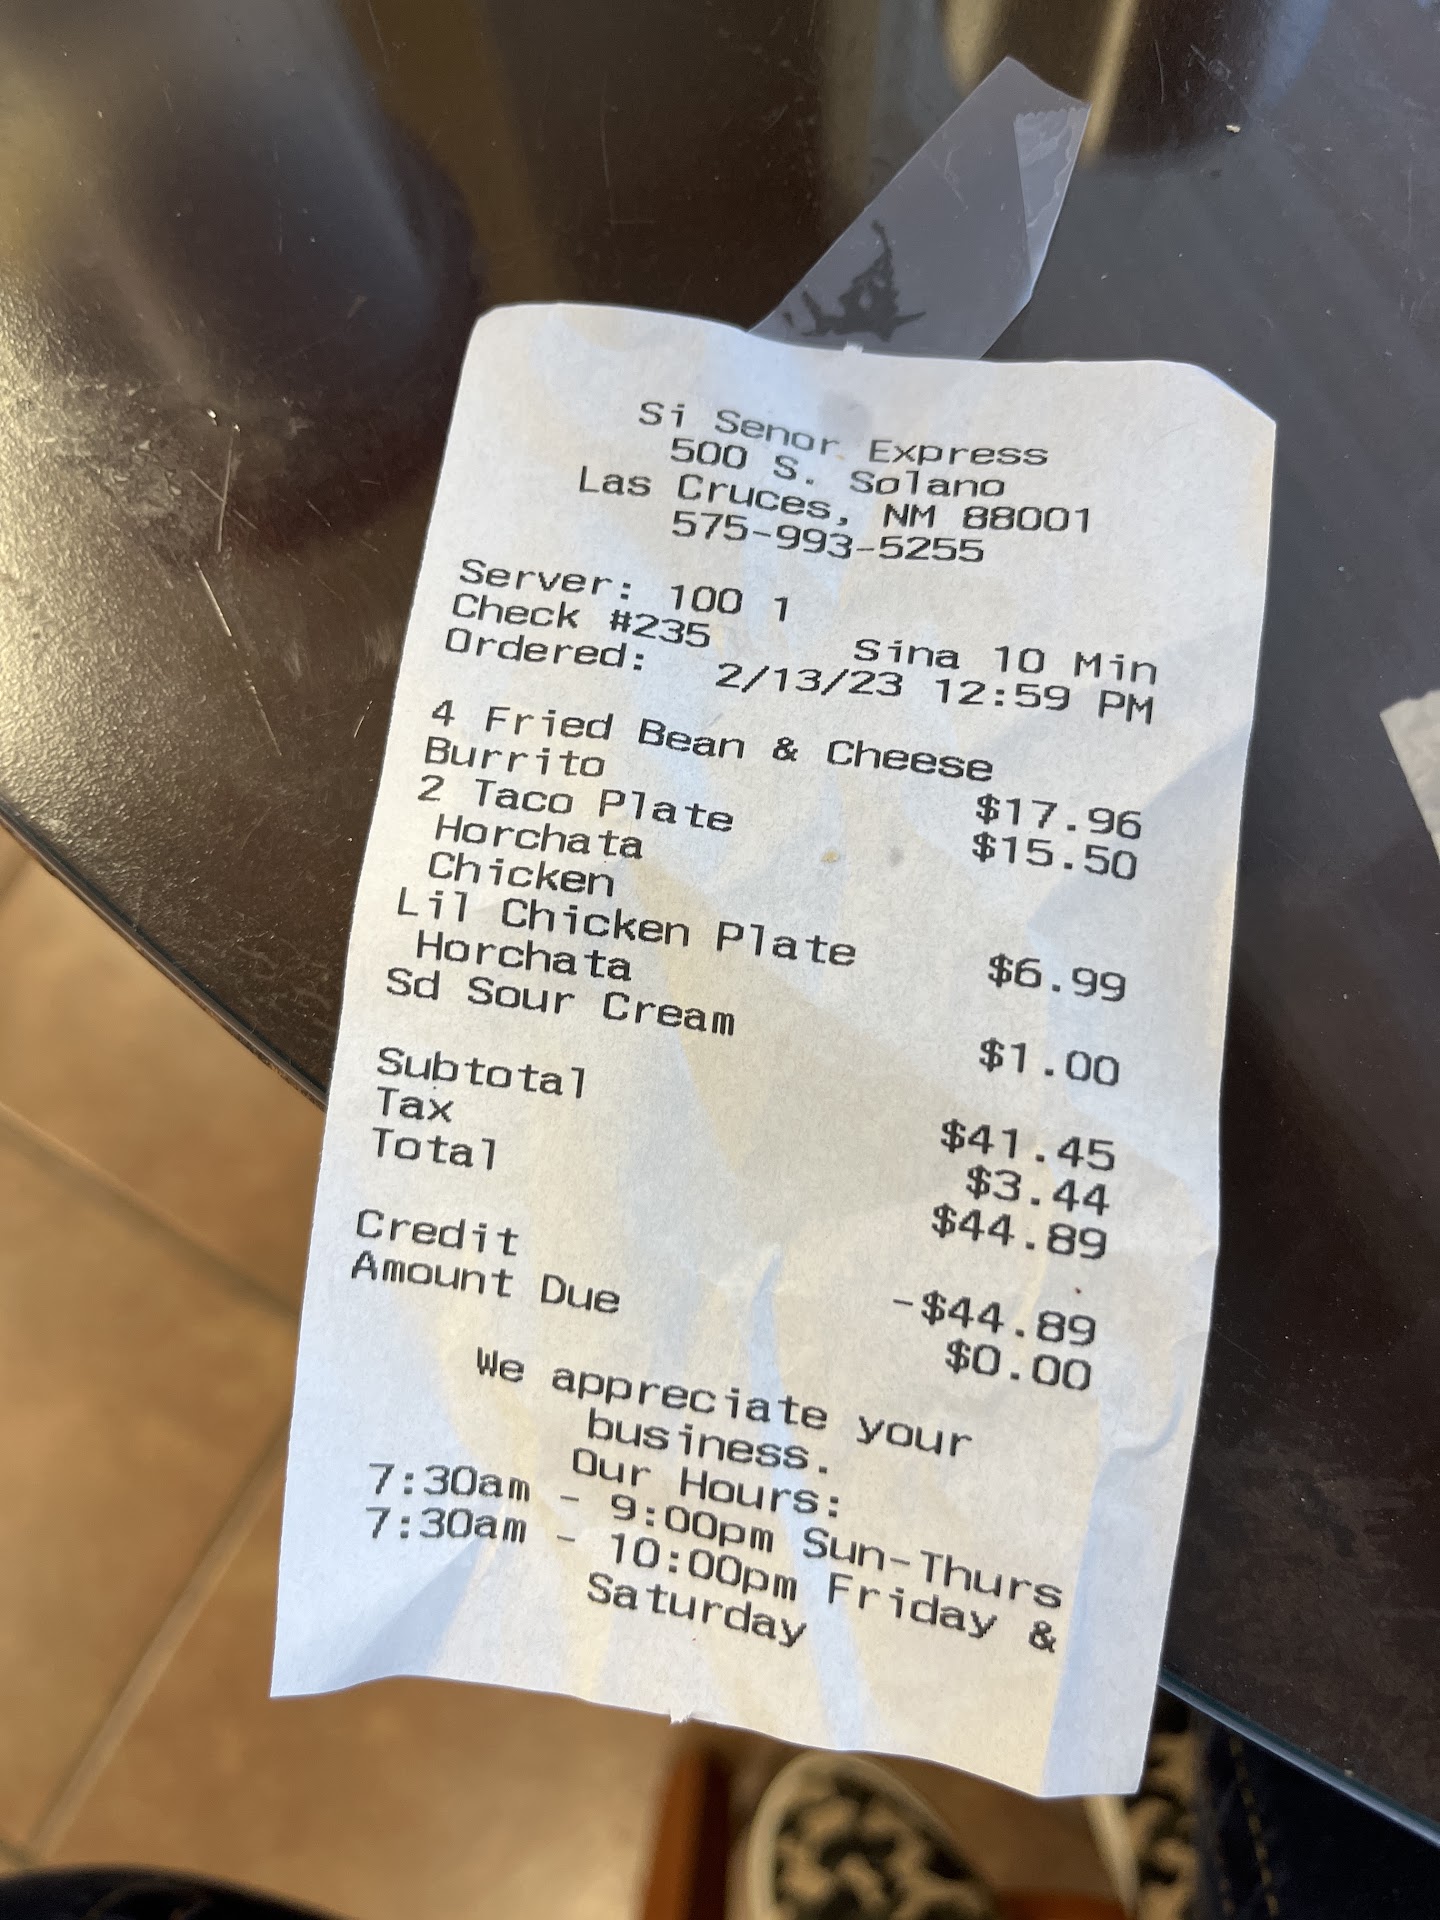 Si Senor Express
500 S. Solano
Las Cruces, NM 88001
575-993-5255
Server: 100 1
Check #235 Sina 10 Min
Ordered: 2/13/23 12:59 PM
4 Fried Bean & Cheese
Burrito $17.96
2 Taco Plate $15.50
Horchata
Chicken
Lil Chicken Plate $6.99
Horchata
Sd Sour Cream $1.00
Subtotal $41.45
Tax $3.44
Total $44.89
Credit -$44.89
Amount Due $0.00
We appreciate your
business.
Our Hours:
7:30am - 9:00pm Sun-Thurs
7:30am - 10:00pm Friday &
Saturday